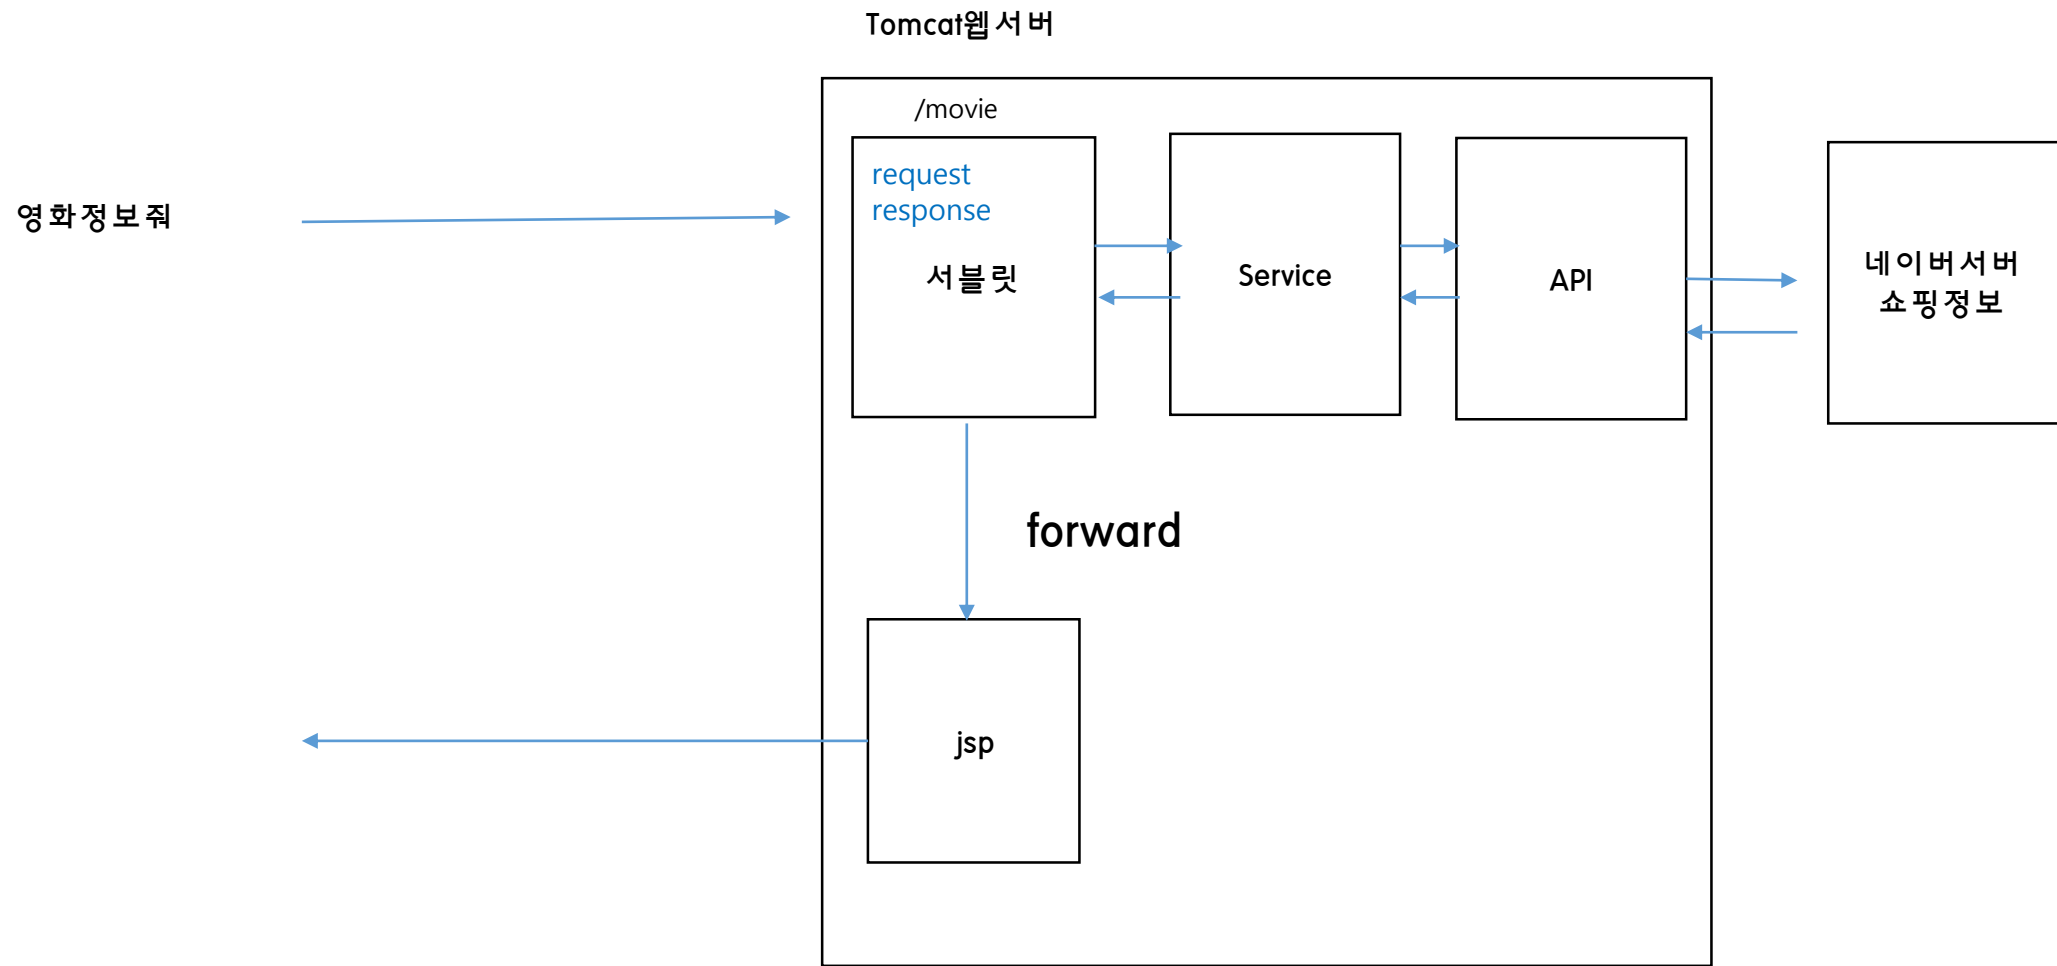 Tomcat웹서버
/movie
request
response
영화정보줘
서블릿
Service
API
네이버서버
쇼핑정보
forward
jsp